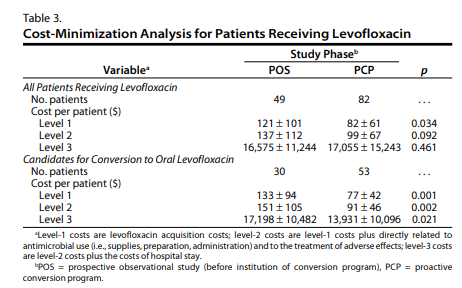 Table 3.
Cost-Minimization Analysis for Patients Receiving Levofloxacin
Study Phaseᵇ
Variableᵃ POS PCP p
All Patients Receiving Levofloxacin
No. patients 49 82 . . .
Cost per patient ($)
Level 1 121 ± 101 82 ± 61 0.034
Level 2 137 ± 112 99 ± 67 0.092
Level 3 16,575 ± 11,244 17,055 ± 15,243 0.461
Candidates for Conversion to Oral Levofloxacin
No. patients 30 53 . . .
Cost per patient ($)
Level 1 133 ± 94 77 ± 42 0.001
Level 2 151 ± 105 91 ± 46 0.002
Level 3 17,198 ± 10,482 13,931 ± 10,096 0.021
ᵃLevel-1 costs are levofloxacin acquisition costs; level-2 costs are level-1 costs plus directly related to
antimicrobial use (i.e., supplies, preparation, administration) and to the treatment of adverse effects; level-3 costs
are level-2 costs plus the costs of hospital stay.
ᵇPOS = prospective observational study (before institution of conversion program), PCP = proactive
conversion program.